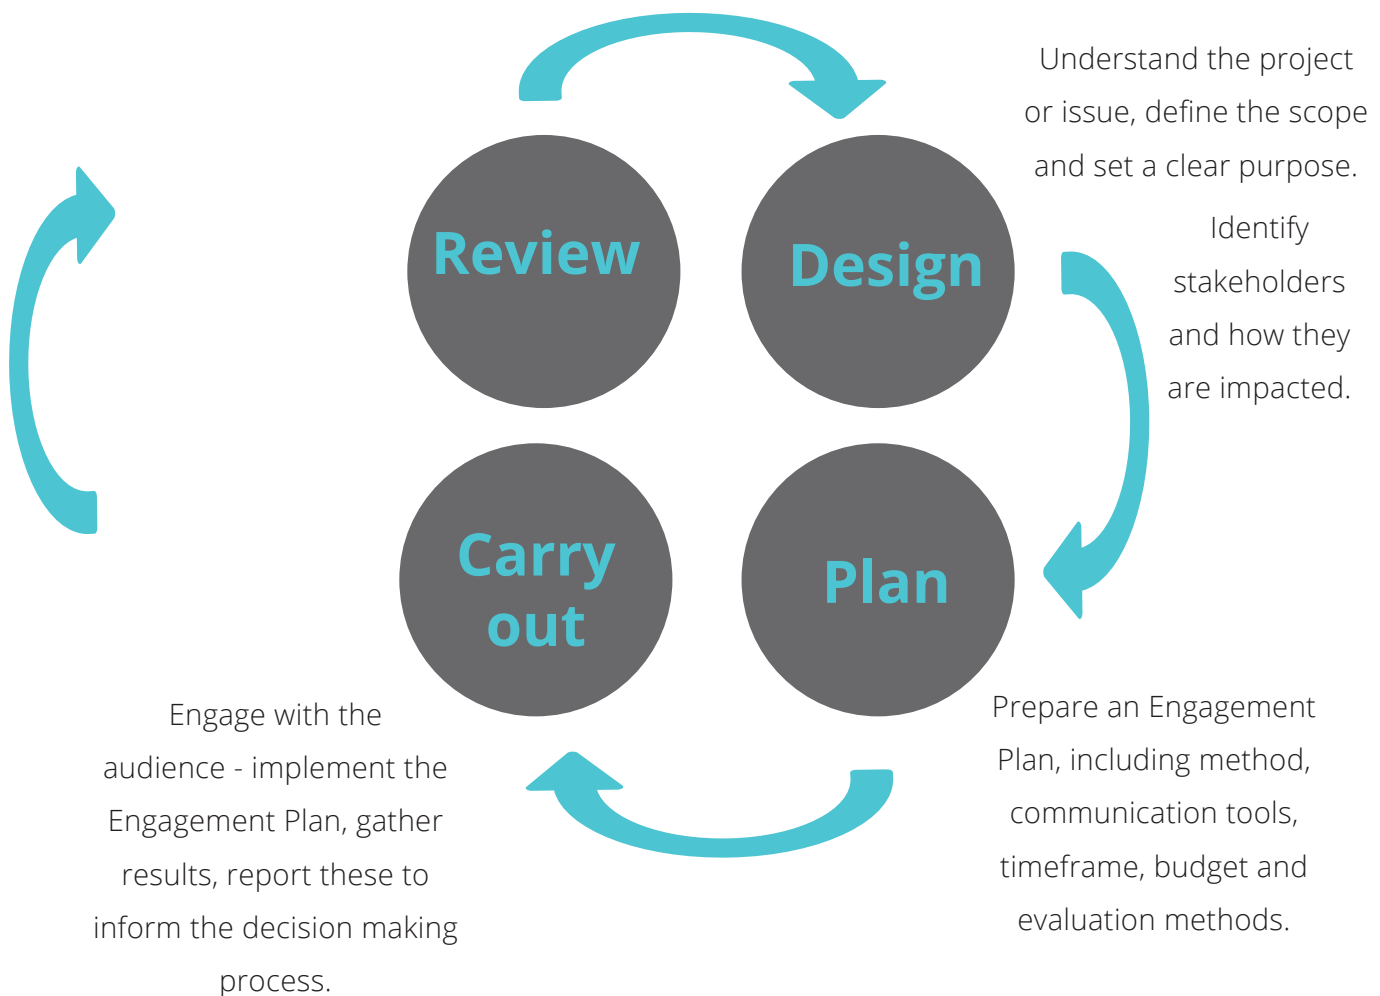 Review
Design
Understand the project
or issue, define the scope
and set a clear purpose.
Identify
stakeholders
and how they
are impacted.
Plan
Prepare an Engagement
Plan, including method,
communication tools,
timeframe, budget and
evaluation methods.
Carry
out
Engage with the
audience - implement the
Engagement Plan, gather
results, report these to
inform the decision making
process.